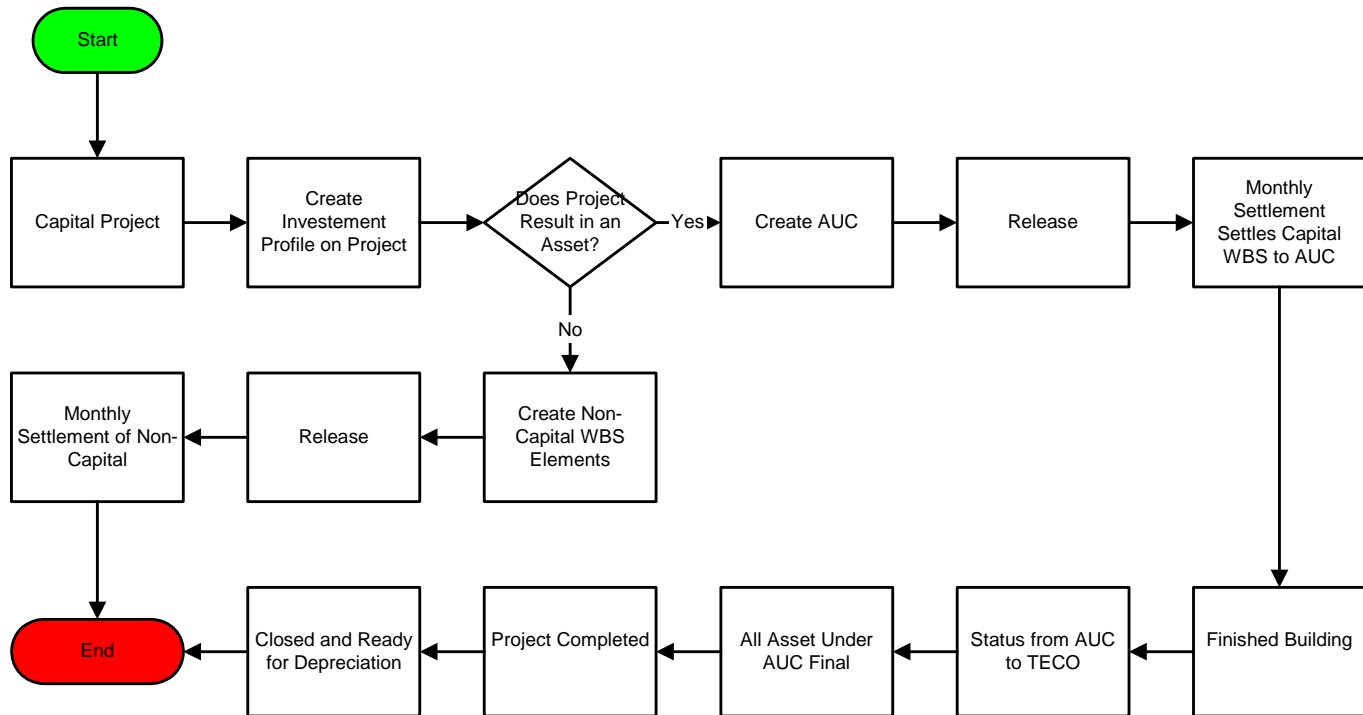 Start
Capital Project
Create
Investement
Profile on Project
Does Project
Result in an
Asset?
Yes
Create AUC
Release
Monthly
Settlement
Settles Capital
WBS to AUC
No
Monthly
Settlement of Non-
Capital
Release
Create Non-
Capital WBS
Elements
End
Closed and Ready
for Depreciation
Project Completed
All Asset Under
AUC Final
Status from AUC
to TECO
Finished Building